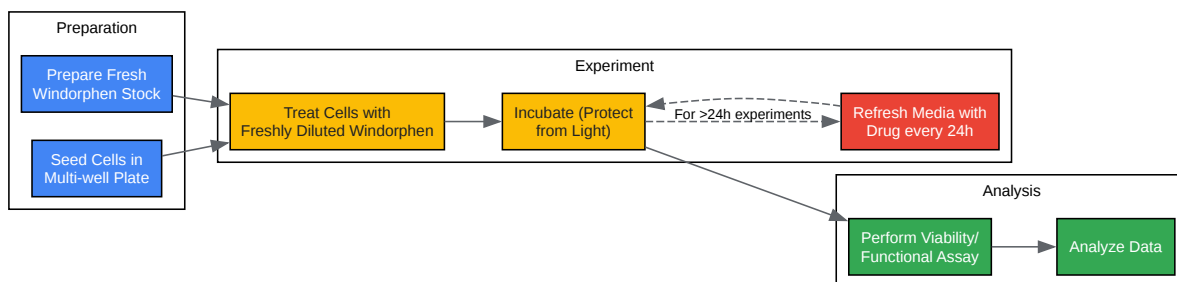 Preparation
Prepare Fresh
Windorphen Stock
Seed Cells in
Multi-well Plate
Experiment
Treat Cells with
Freshly Diluted Windorphen
Incubate (Protect
from Light)
For >24h experiments
Refresh Media with
Drug every 24h
Analysis
Perform Viability/
Functional Assay
Analyze Data